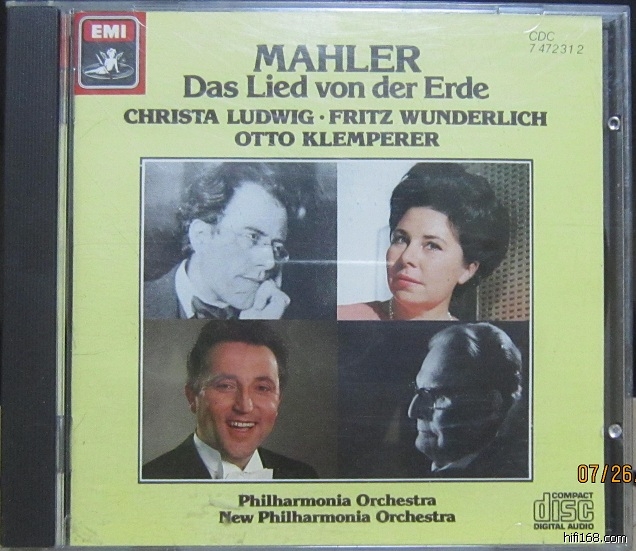 EMI
CDC
7 47231 2
MAHLER
Das Lied von der Erde
CHRISTA LUDWIG · FRITZ WUNDERLICH
OTTO KLEMPERER
Philharmonia Orchestra
New Philharmonia Orchestra
COMPACT
disc
DIGITAL AUDIO
07/26
hifi168.com